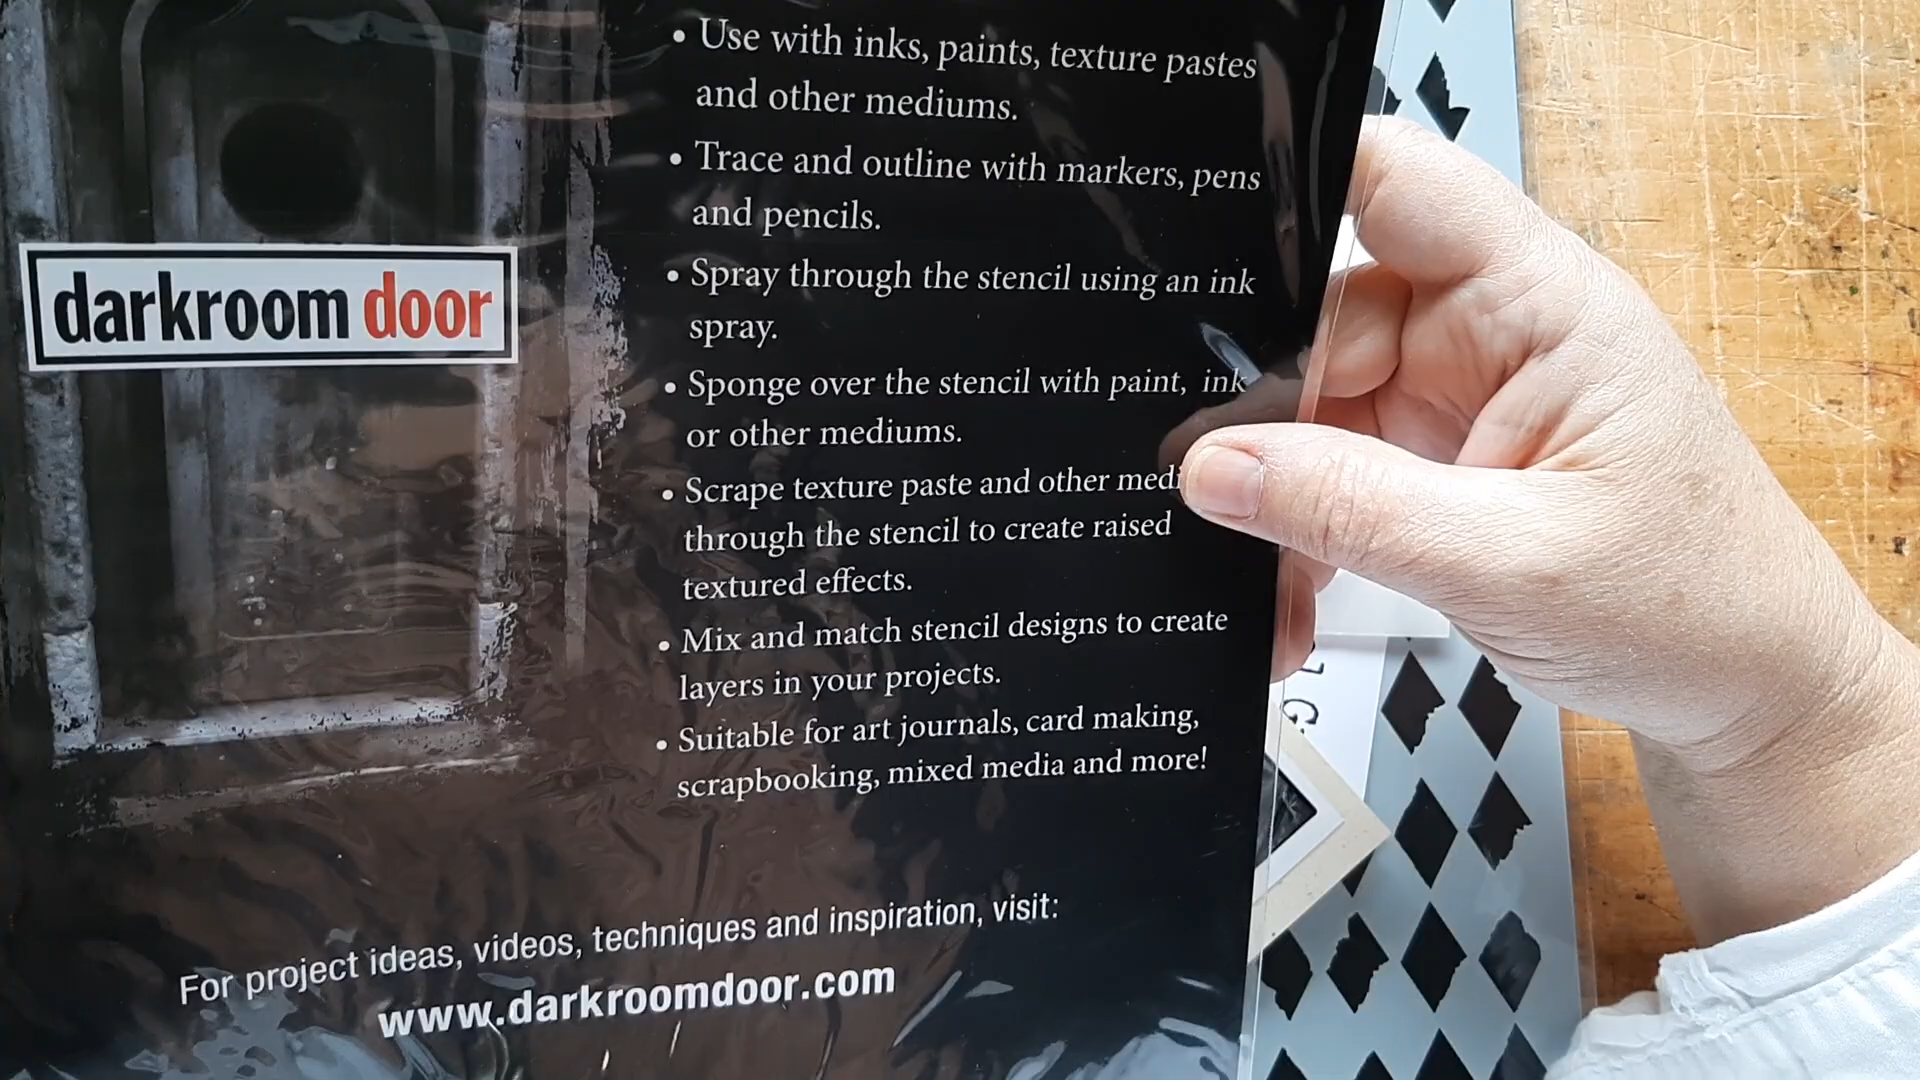 • Use with inks, paints, texture pastes
and other mediums.
• Trace and outline with markers, pens
and pencils.
• Spray through the stencil using an ink
spray.
• Sponge over the stencil with paint, ink
or other mediums.
• Scrape texture paste and other
through the stencil to create raised
textured effects.
• Mix and match stencil designs to create
layers in your projects.
• Suitable for art journals, card making,
scrapbooking, mixed media and more!
darkroom door
For project ideas, videos, techniques and inspiration, visit:
www.darkroomdoor.com